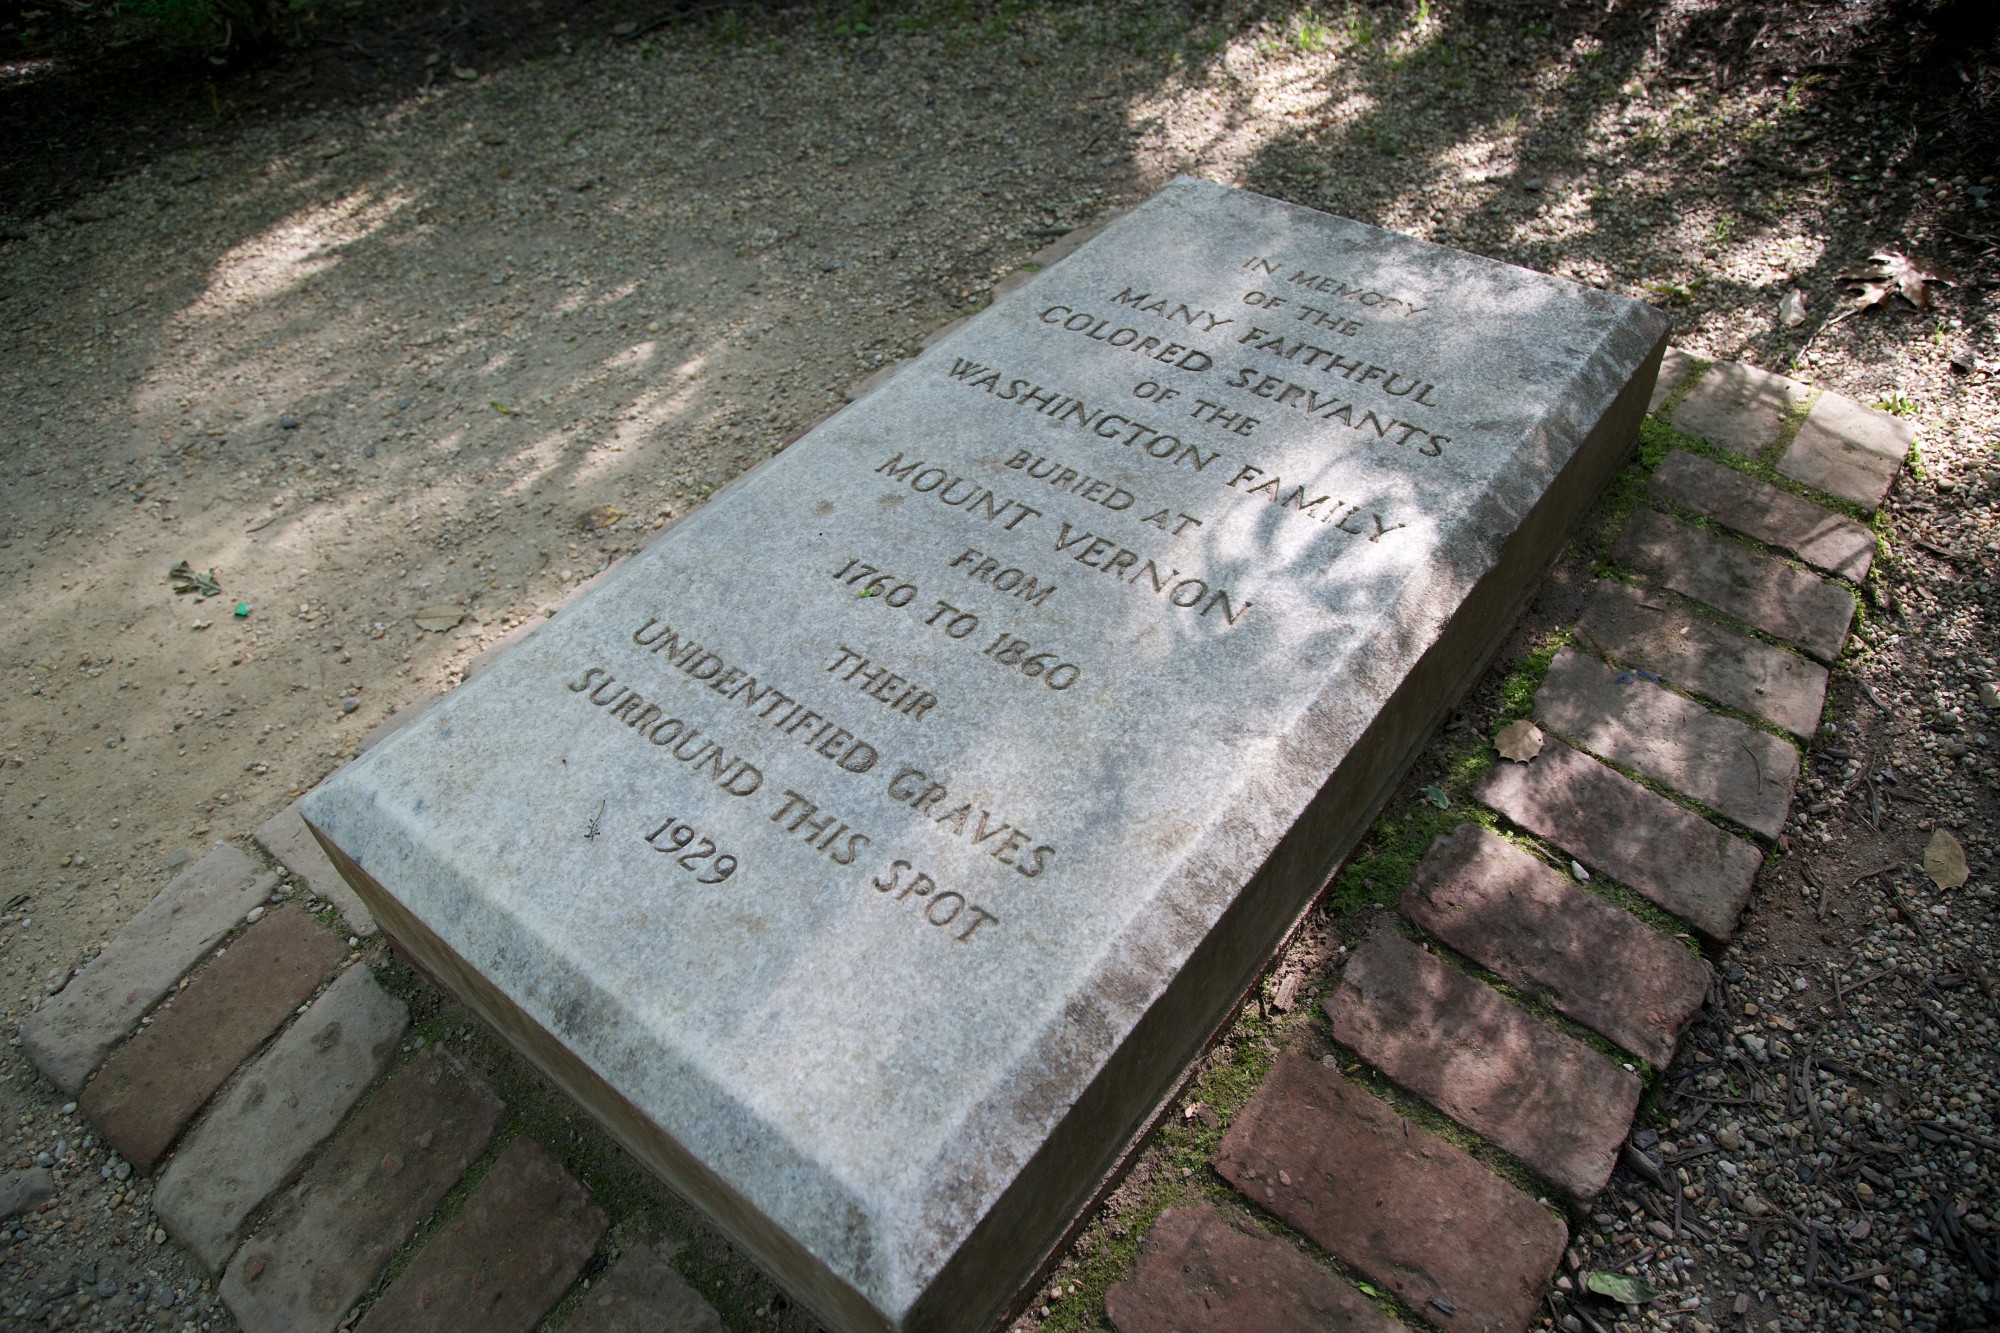 IN MEMORY
OF THE
MANY FAITHFUL
COLORED SERVANTS
OF THE
WASHINGTON FAMILY
BURIED AT
MOUNT VERNON
FROM
1760 TO 1860
THEIR
UNIDENTIFIED GRAVES
SURROUND THIS SPOT
1929